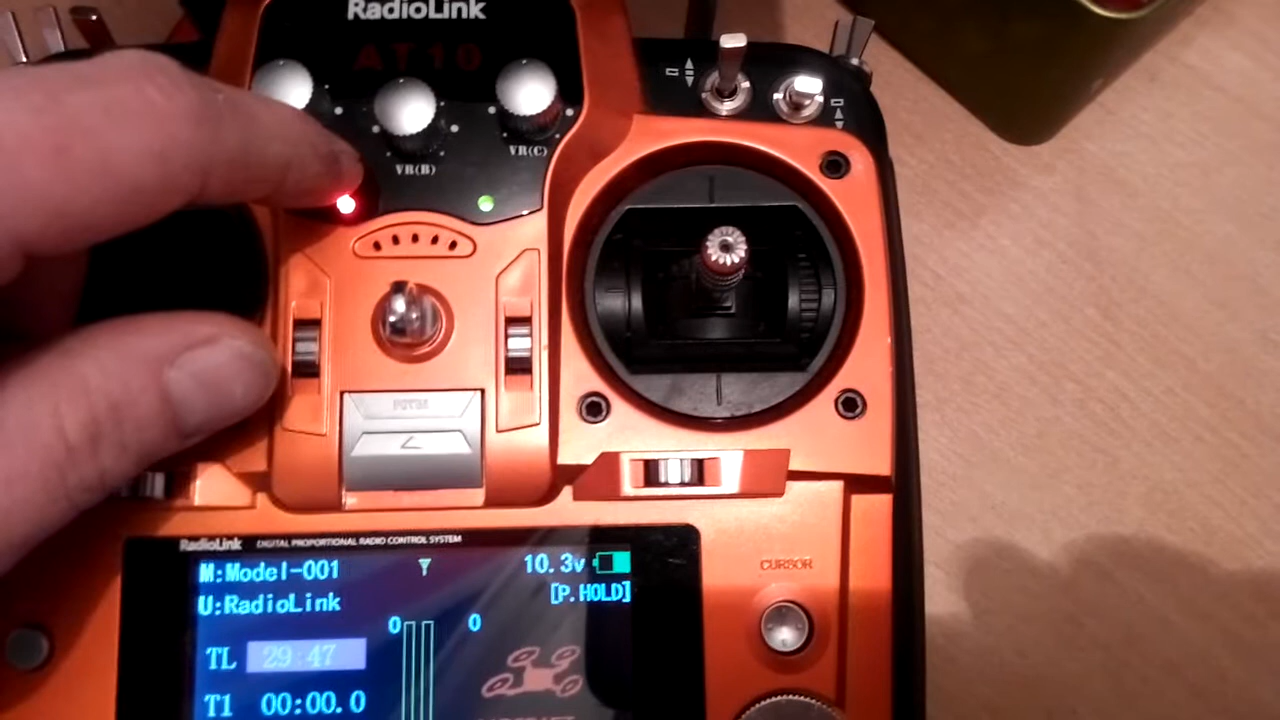 RadioLink
AT10
VR(B)
VR(C)
RadioLink DIGITAL PROPORTIONAL RADIO CONTROL SYSTEM
M:Model-001
10.3v
U:RadioLink
[P.HOLD]
0
0
TL 29:47
T1 00:00.0
CURSOR